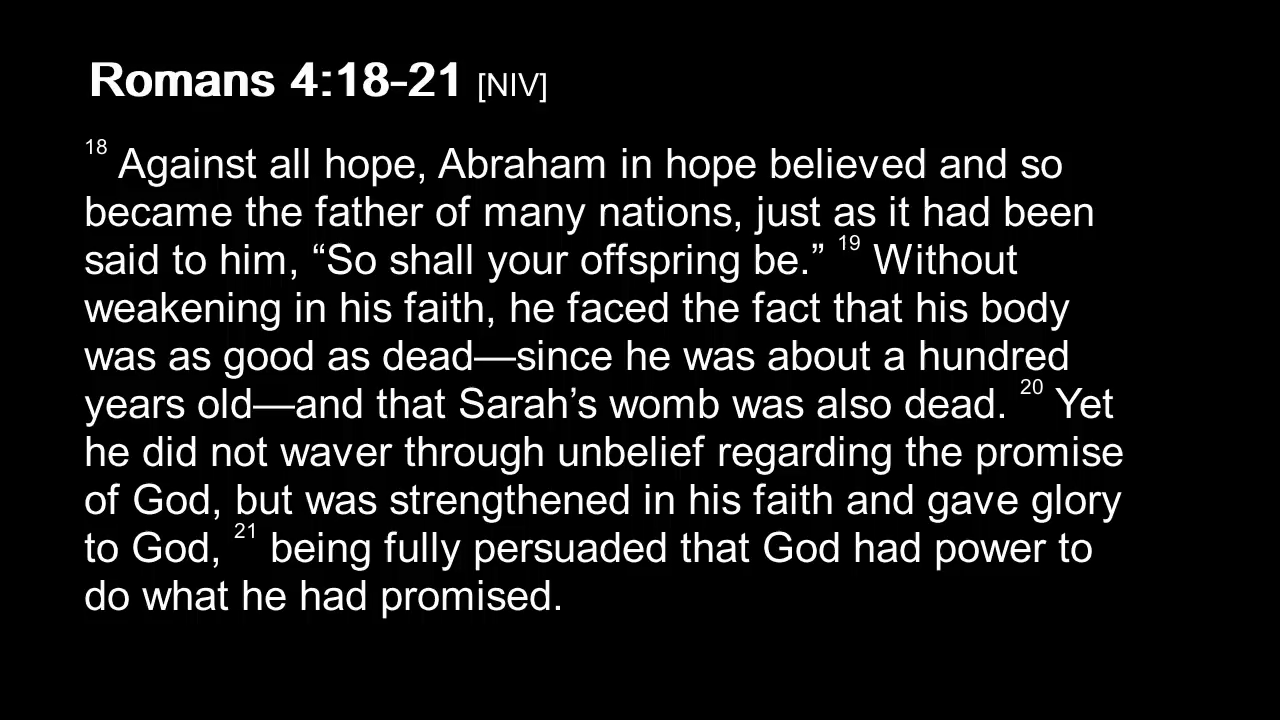 Romans 4:18-21 [NIV]
18 Against all hope, Abraham in hope believed and so
became the father of many nations, just as it had been
said to him, “So shall your offspring be.” 19 Without
weakening in his faith, he faced the fact that his body
was as good as dead—since he was about a hundred
years old—and that Sarah’s womb was also dead. 20 Yet
he did not waver through unbelief regarding the promise
of God, but was strengthened in his faith and gave glory
to God, 21 being fully persuaded that God had power to
do what he had promised.